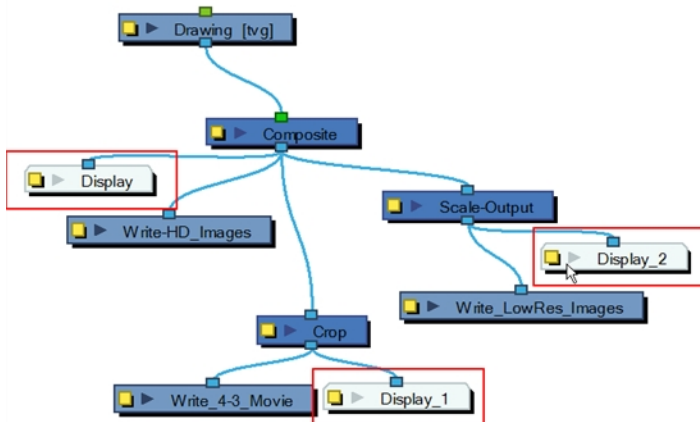 Drawing [tvg]
Composite
Display
Scale-Output
Write-HD_Images
Display_2
Write_LowRes_Images
Crop
Write_4-3_Movie
Display_1